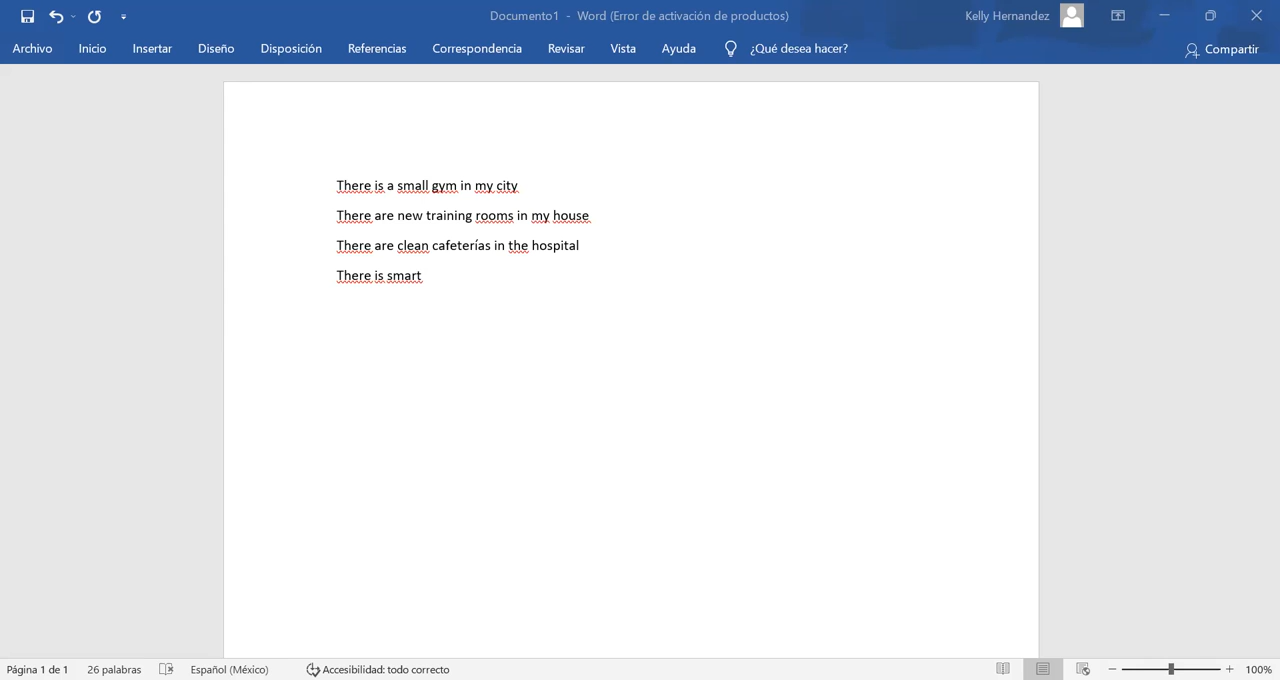 Documento1 - Word (Error de activación de productos)
Kelly Hernandez
Archivo Inicio Insertar Diseño Disposición Referencias Correspondencia Revisar Vista Ayuda ¿Qué desea hacer? Compartir
There is a small gym in my city
There are new training rooms in my house
There are clean cafeterías in the hospital
There is smart
Página 1 de 1 26 palabras Español (México) Accesibilidad: todo correcto 100%